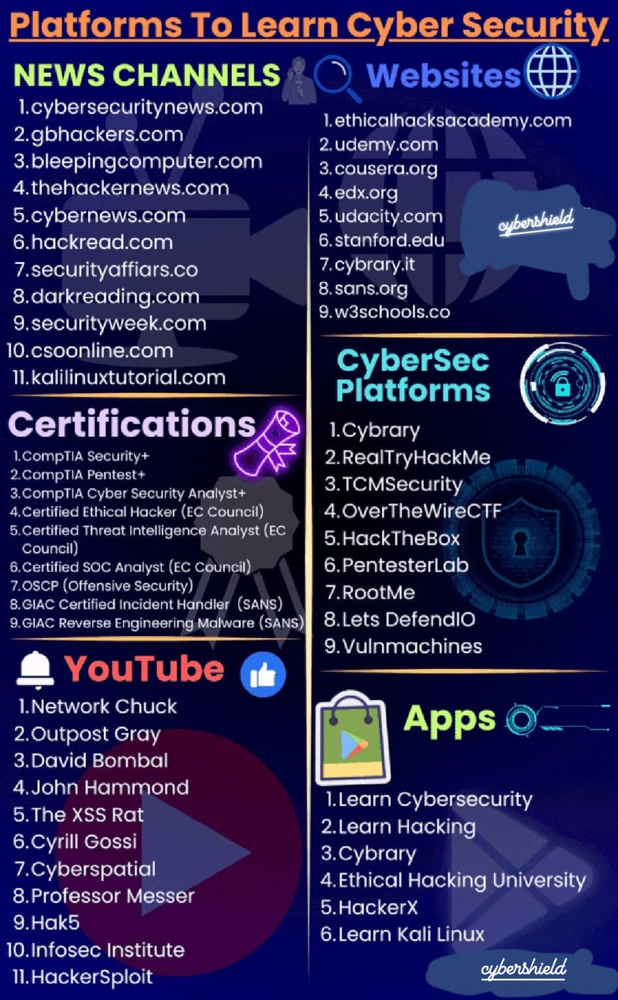 Platforms To Learn Cyber Security
NEWS CHANNELS
1.cybersecuritynews.com
2.gbhackers.com
3.bleepingcomputer.com
4.thehackernews.com
5.cybernews.com
6.hackread.com
7.securityaffiars.co
8.darkreading.com
9.securityweek.com
10.csoonline.com
11.kalilinuxtutorial.com
Websites
1.ethicalhacksacademy.com
2.udemy.com
3.cousera.org
4.edx.org
5.udacity.com
6.stanford.edu
7.cybrary.it
8.sans.org
9.w3schools.co
cybershield
Certifications
1.CompTIA Security+
2.CompTIA Pentest+
3.CompTIA Cyber Security Analyst+
4.Certified Ethical Hacker (EC Council)
5.Certified Threat Intelligence Analyst (EC
Council)
6.Certified SOC Analyst (EC Council)
7.OSCP (Offensive Security)
8.GIAC Certified Incident Handler (SANS)
9.GIAC Reverse Engineering Malware (SANS)
CyberSec
Platforms
1.Cybrary
2.RealTryHackMe
3.TCMSecurity
4.OverTheWireCTF
5.HackTheBox
6.PentesterLab
7.RootMe
8.Lets DefendIO
9.Vulnmachines
YouTube
1.Network Chuck
2.Outpost Gray
3.David Bombal
4.John Hammond
5.The XSS Rat
6.Cyrill Gossi
7.Cyberspatial
8.Professor Messer
9.Hak5
10.Infosec Institute
11.HackerSploit
Apps
1.Learn Cybersecurity
2.Learn Hacking
3.Cybrary
4.Ethical Hacking University
5.HackerX
6.Learn Kali Linux
cybershield